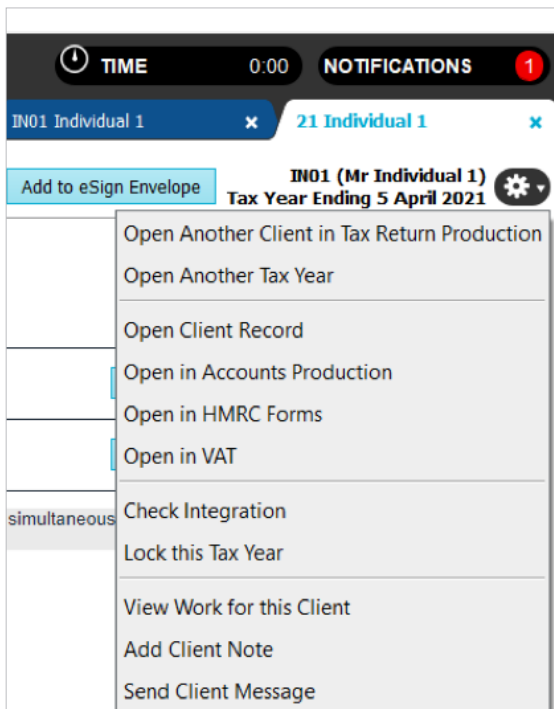 TIME 0:00 NOTIFICATIONS 1
IN01 Individual 1 x 21 Individual 1 x
Add to eSign Envelope
IN01 (Mr Individual 1)
Tax Year Ending 5 April 2021
Open Another Client in Tax Return Production
Open Another Tax Year
Open Client Record
Open in Accounts Production
Open in HMRC Forms
Open in VAT
Check Integration
simultaneous
Lock this Tax Year
View Work for this Client
Add Client Note
Send Client Message